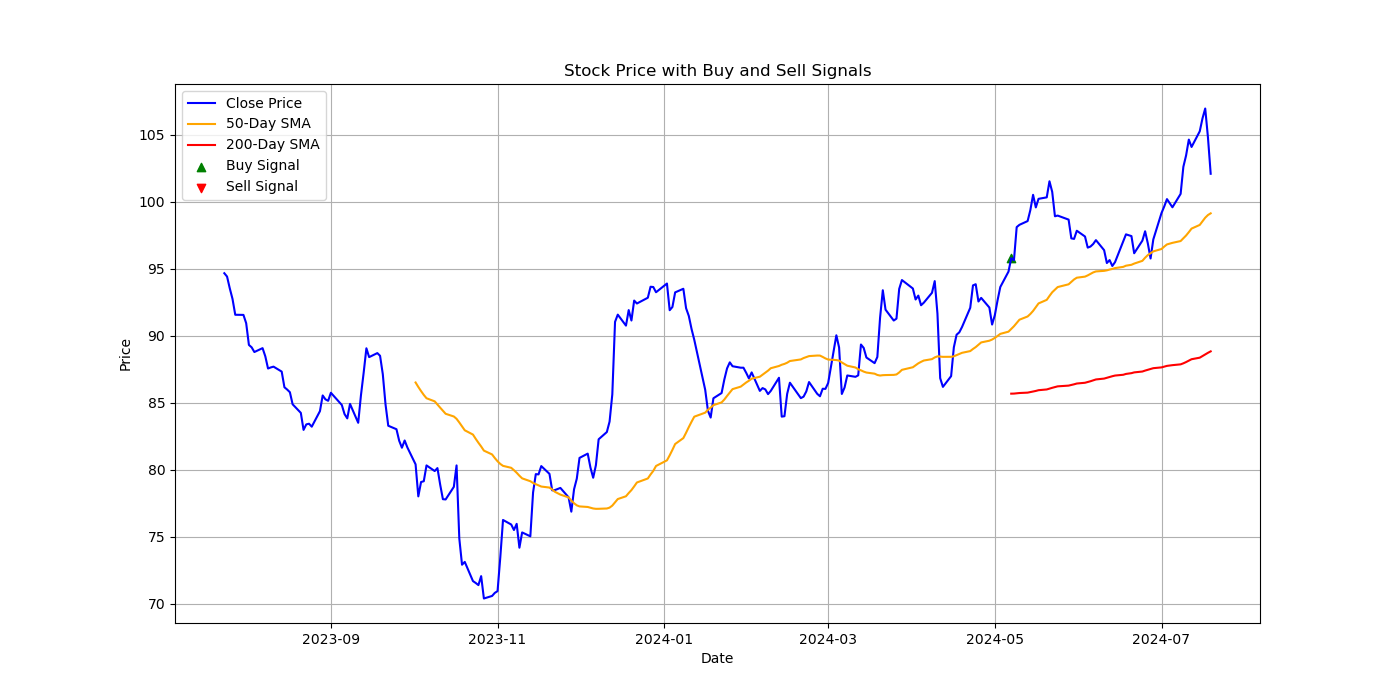 Stock Price with Buy and Sell Signals
Close Price
50-Day SMA
200-Day SMA
Buy Signal
Sell Signal
105
100
95
90
85
80
75
70
Price
2023-09 2023-11 2024-01 2024-03 2024-05 2024-07
Date